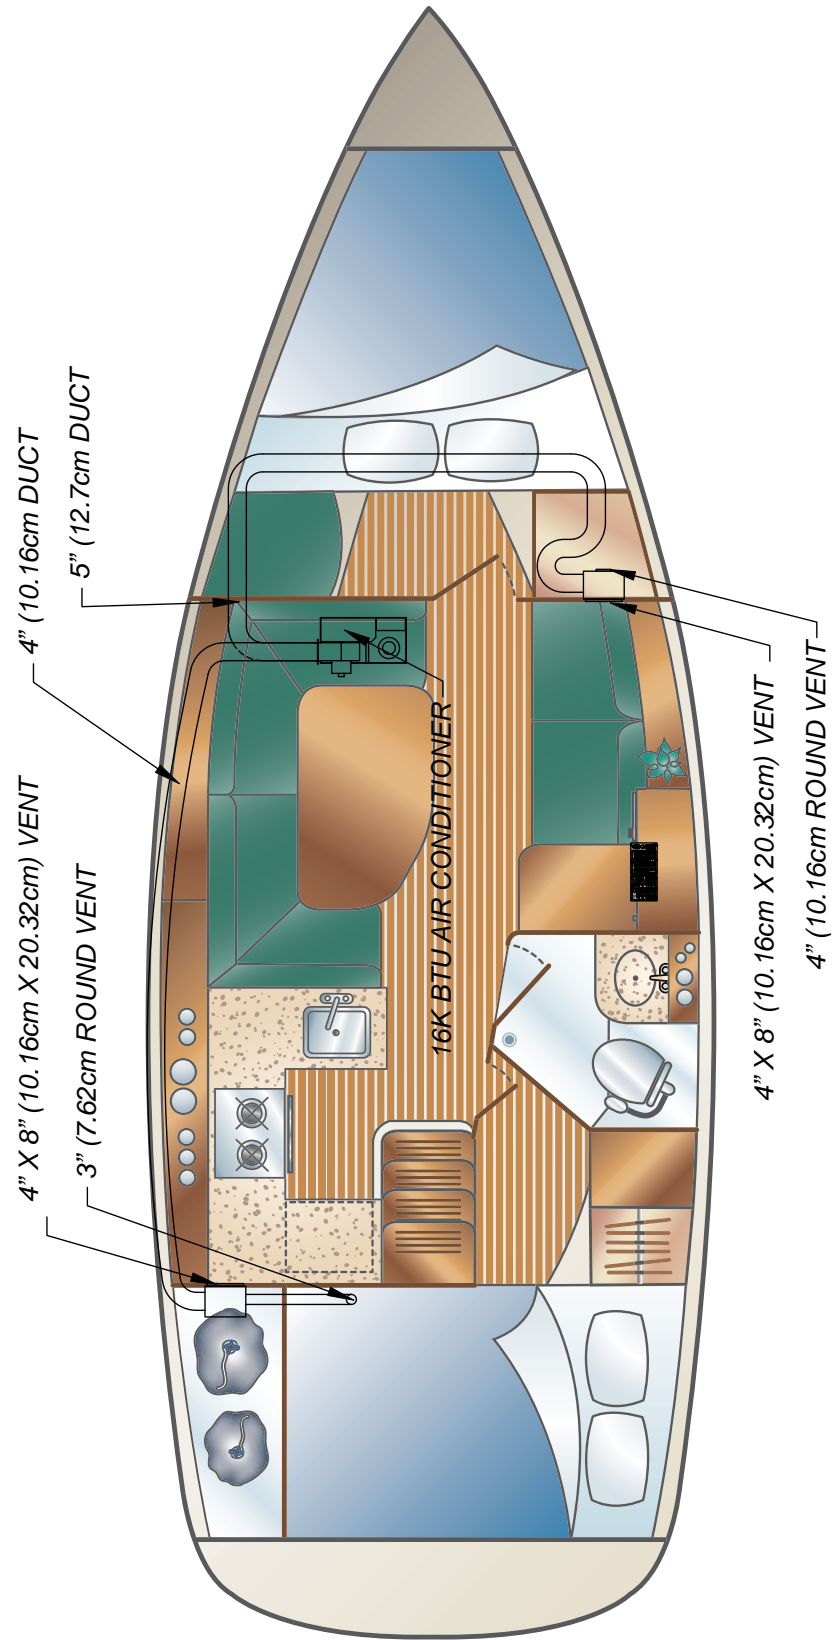 4” X 8” (10.16cm X 20.32cm) VENT
4” (10.16cm DUCT
3” (7.62cm ROUND VENT
5” (12.7cm DUCT
16K BTU AIR CONDITIONER
4” X 8” (10.16cm X 20.32cm) VENT
4” (10.16cm ROUND VENT